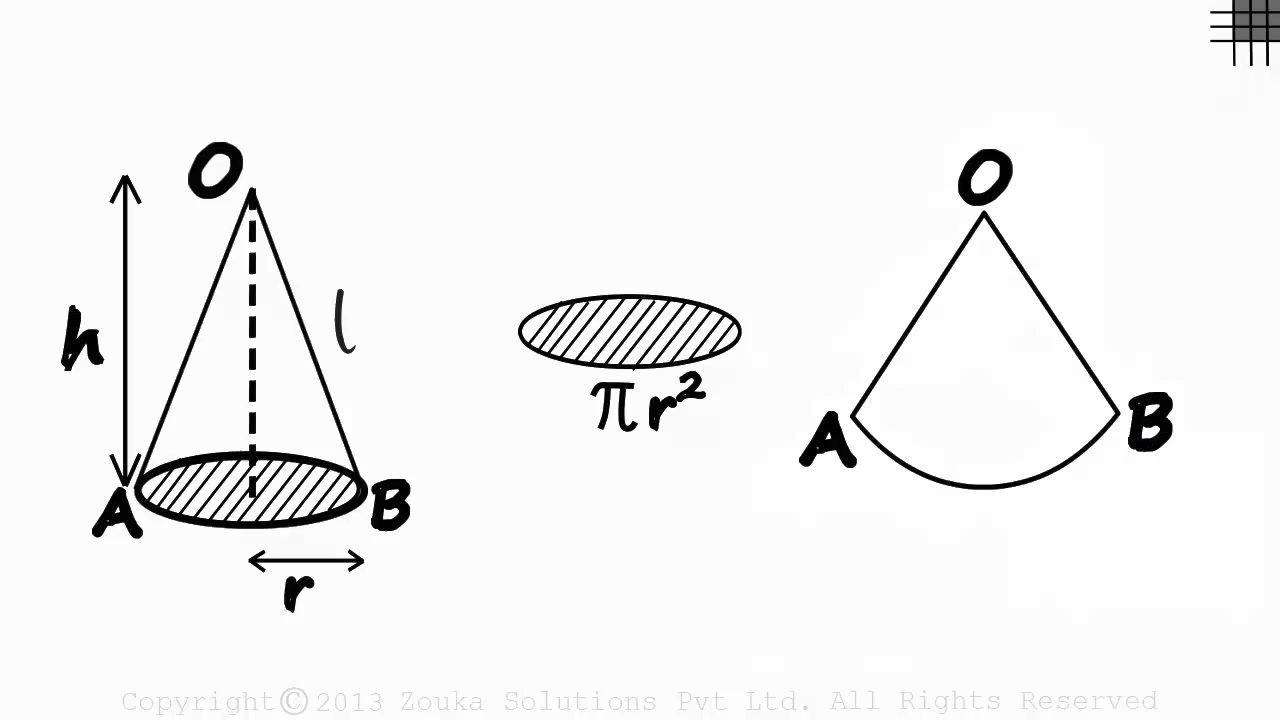 O
h
l
A
B
r
πr²
O
A
B
Copyright© 2013 Zouka Solutions Pvt Ltd. All Rights Reserved